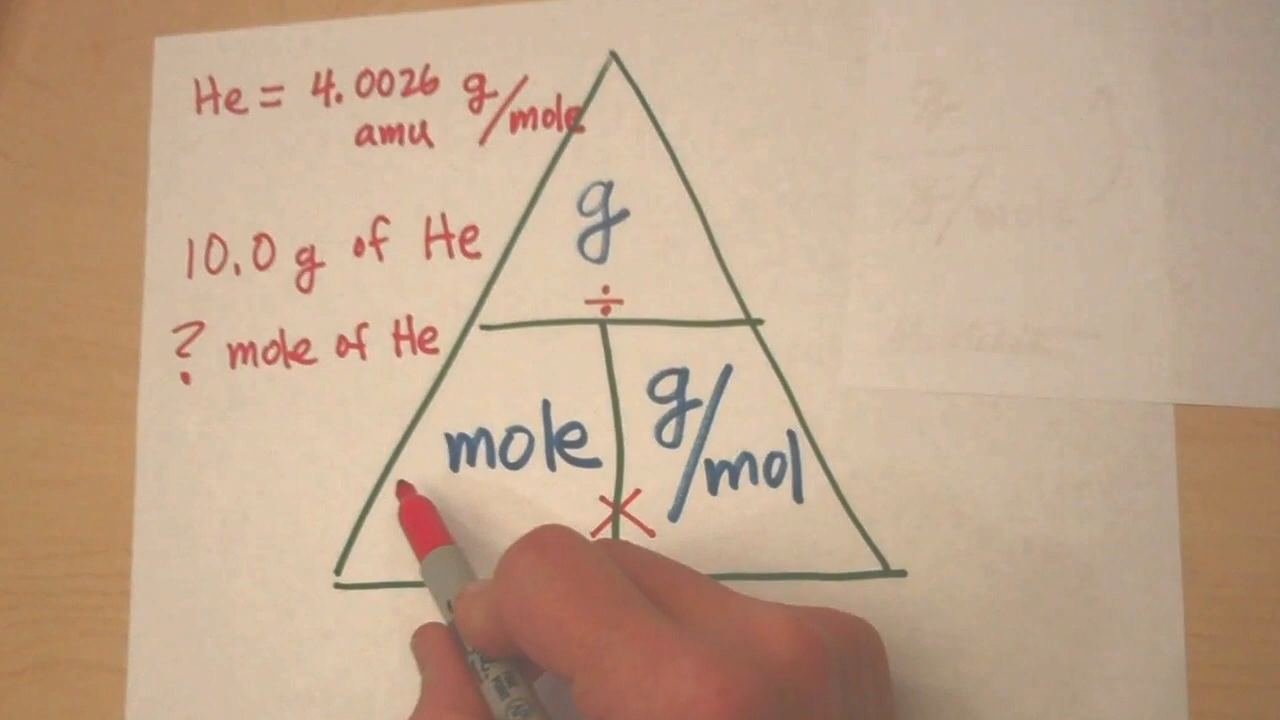 He = 4.0026 g/mole
amu
10.0 g of He
? mole of He
g
÷
mole
g/mol
×